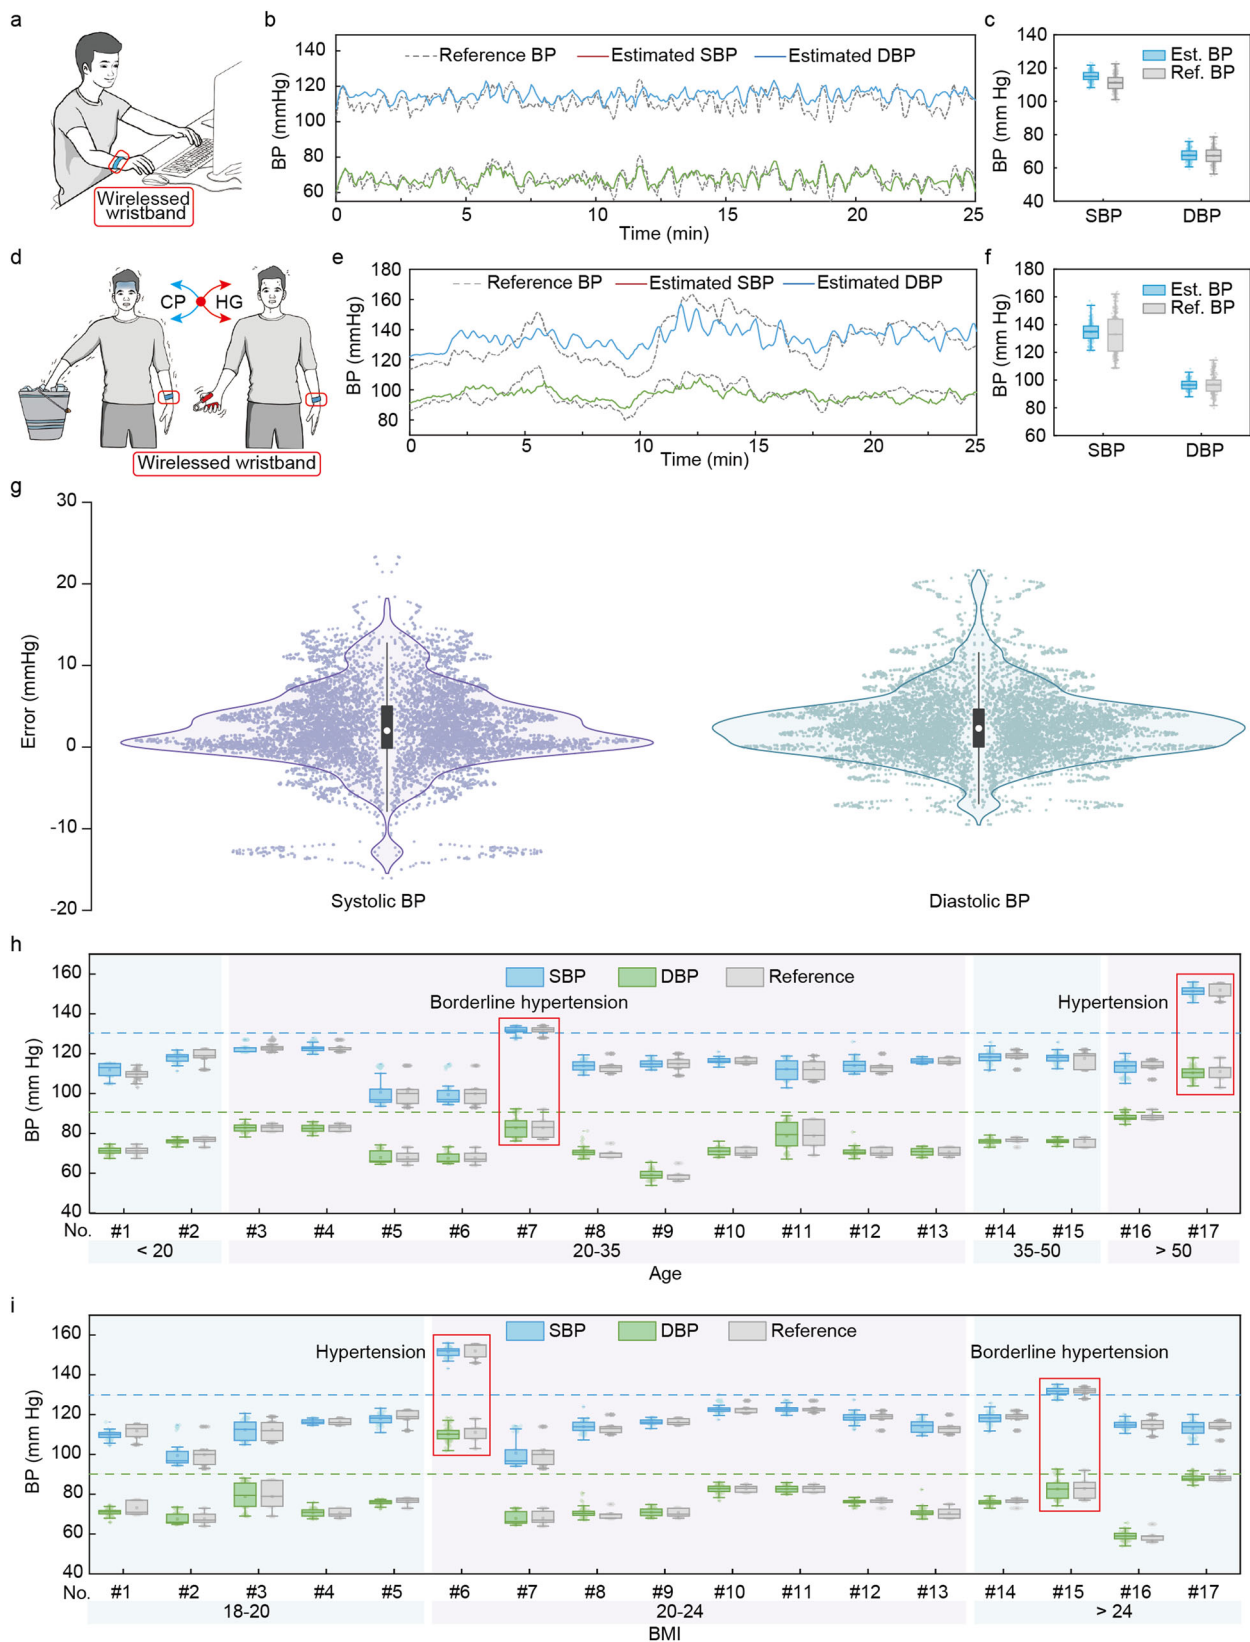 a
Wirelessed
wristband
b
Reference BP Estimated SBP Estimated DBP
BP (mmHg)
140
120
100
80
60
0 5 10 15 20 25
Time (min)
c
Est. BP
Ref. BP
BP (mm Hg)
140
120
100
80
60
40
SBP DBP
d
CP HG
Wirelessed wristband
e
Reference BP Estimated SBP Estimated DBP
BP (mmHg)
180
160
140
120
100
80
0 5 10 15 20 25
Time (min)
f
Est. BP
Ref. BP
BP (mm Hg)
180
160
140
120
100
80
60
SBP DBP
g
Error (mmHg)
30
20
10
0
-10
-20
Systolic BP Diastolic BP
h
SBP DBP Reference
Borderline hypertension Hypertension
BP (mm Hg)
160
140
120
100
80
60
40
No. #1 #2 #3 #4 #5 #6 #7 #8 #9 #10 #11 #12 #13 #14 #15 #16 #17
< 20 20-35 35-50 > 50
Age
i
SBP DBP Reference
Hypertension Borderline hypertension
BP (mm Hg)
160
140
120
100
80
60
40
No. #1 #2 #3 #4 #5 #6 #7 #8 #9 #10 #11 #12 #13 #14 #15 #16 #17
18-20 20-24 > 24
BMI